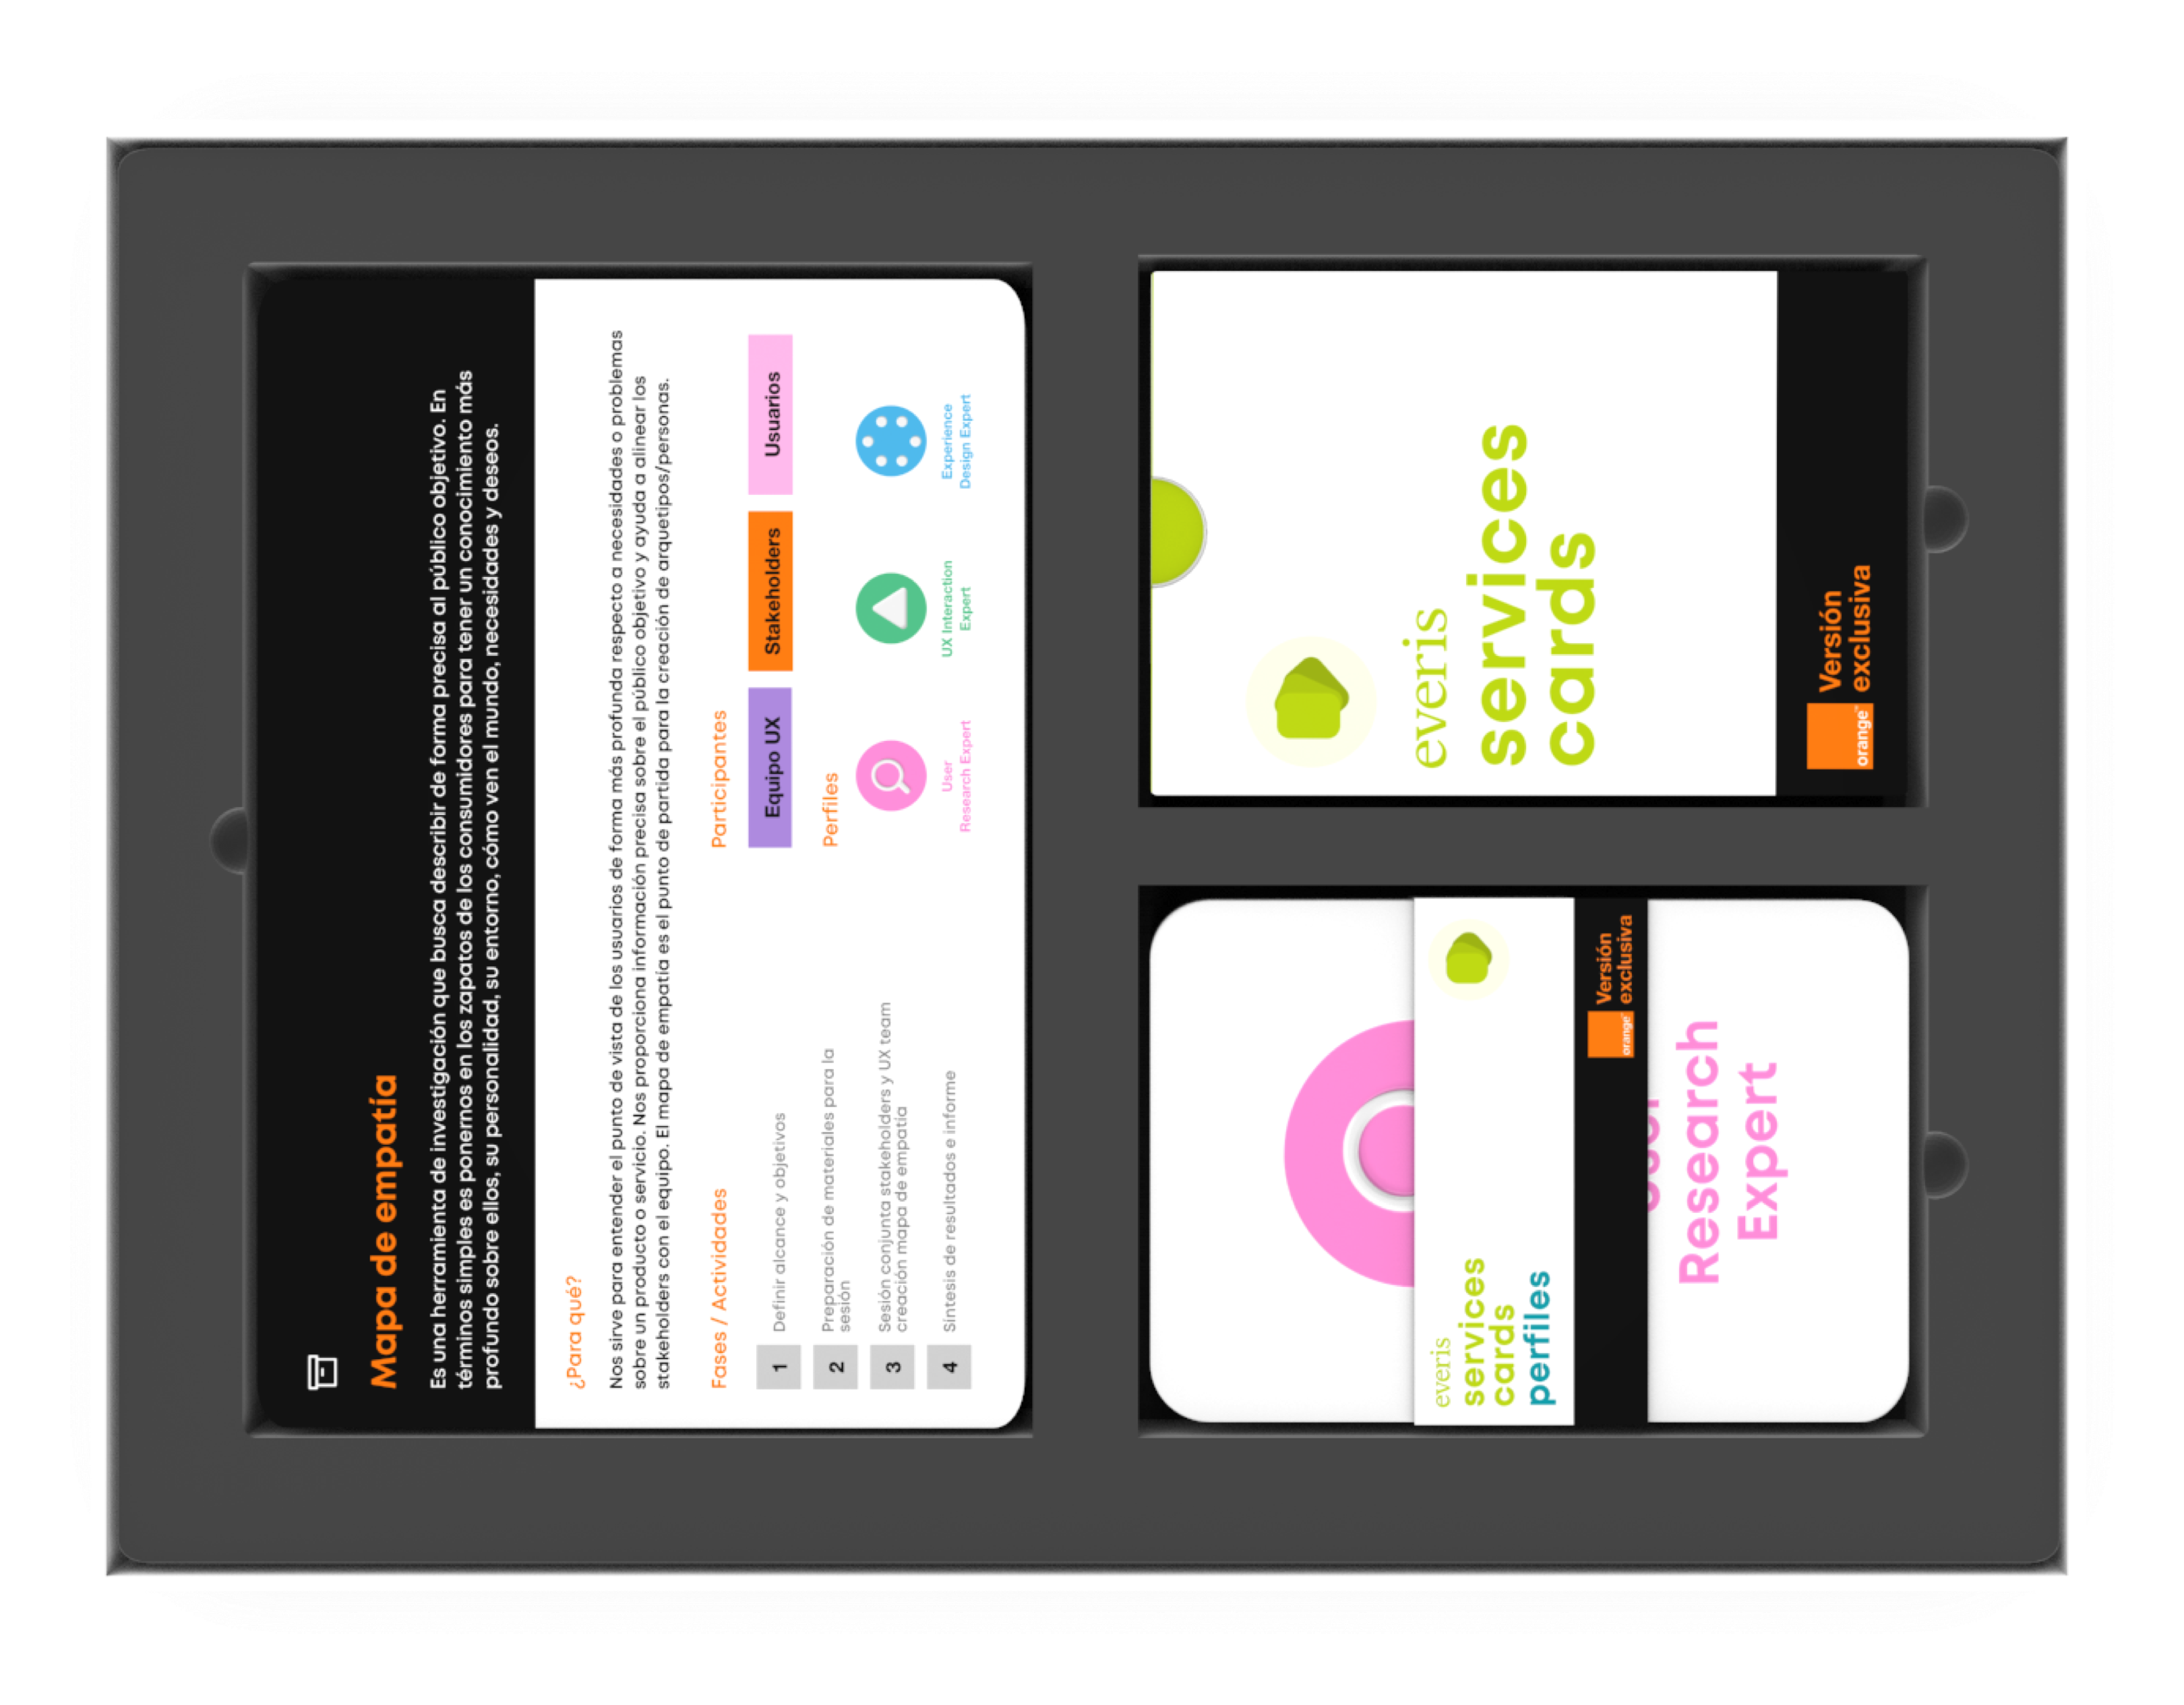 Mapa de empatía
Es una herramienta de investigación que busca describir de forma precisa al público objetivo. En
términos simples es ponernos en los zapatos de los consumidores para tener un conocimiento más
profundo sobre ellos, su personalidad, su entorno, cómo ven el mundo, necesidades y deseos.
¿Para qué?
Nos sirve para entender el punto de vista de los usuarios de forma más profunda respecto a necesidades o problemas
sobre un producto o servicio. Nos proporciona información precisa sobre el público objetivo y ayuda a alinear los
stakeholders con el equipo. El mapa de empatía es el punto de partida para la creación de arquetipos/personas.
Fases / Actividades
1 Definir alcance y objetivos
2 Preparación de materiales para la
sesión
3 Sesión conjunta stakeholders y UX team
creación mapa de empatía
4 Síntesis de resultados e informe
Participantes
Equipo UX
Stakeholders
Usuarios
Perfiles
User
Research Expert
UX Interaction
Expert
Experience
Design Expert
everis
services
cards
perfiles
orange
Versión
exclusiva
Research
Expert
everis
services
cards
orange
Versión
exclusiva